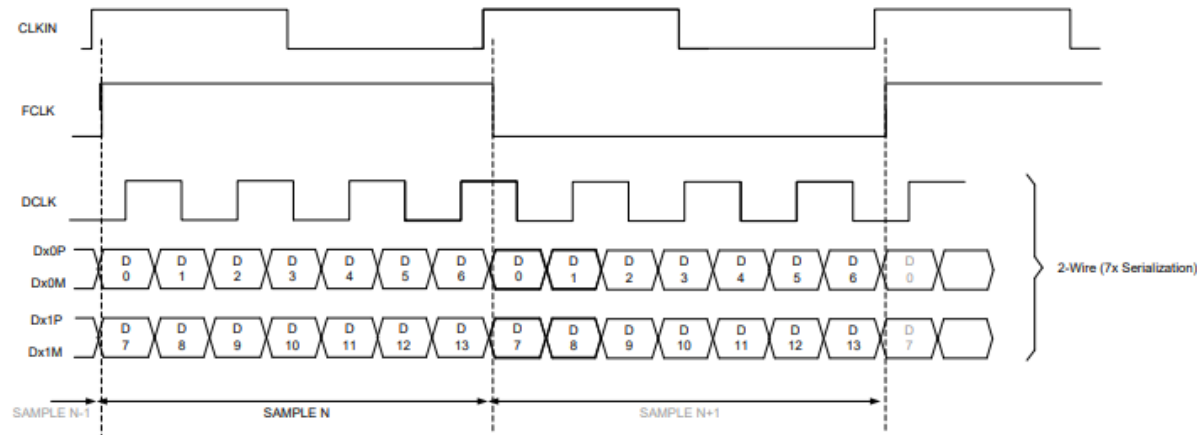 CLKIN
FCLK
DCLK
Dx0P
Dx0M
D 0 D 1 D 2 D 3 D 4 D 5 D 6 D 0 D 1 D 2 D 3 D 4 D 5 D 6 D 0
2-Wire (7x Serialization)
Dx1P
Dx1M
D 7 D 8 D 9 D 10 D 11 D 12 D 13 D 7 D 8 D 9 D 10 D 11 D 12 D 13 D 7
SAMPLE N-1 SAMPLE N SAMPLE N+1